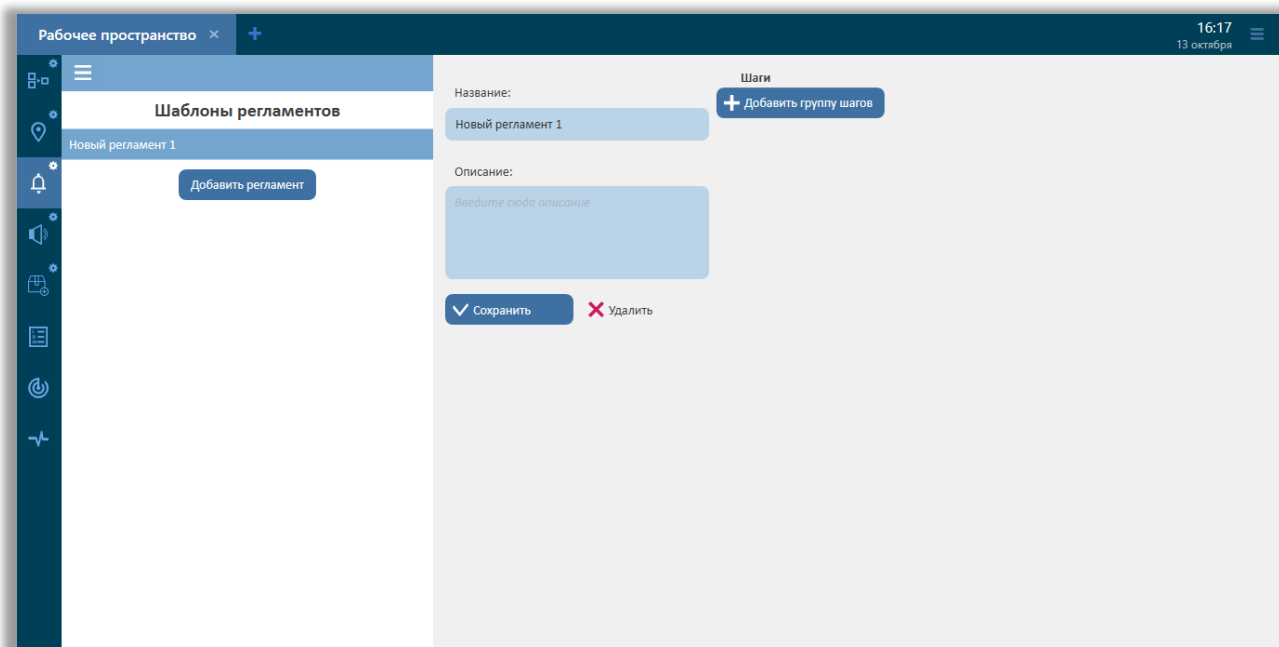 Рабочее пространство
16:17
13 октября
Шаблоны регламентов
Новый регламент 1
Добавить регламент
Название:
Новый регламент 1
Описание:
Введите сюда описание
Сохранить
Удалить
Шаги
Добавить группу шагов